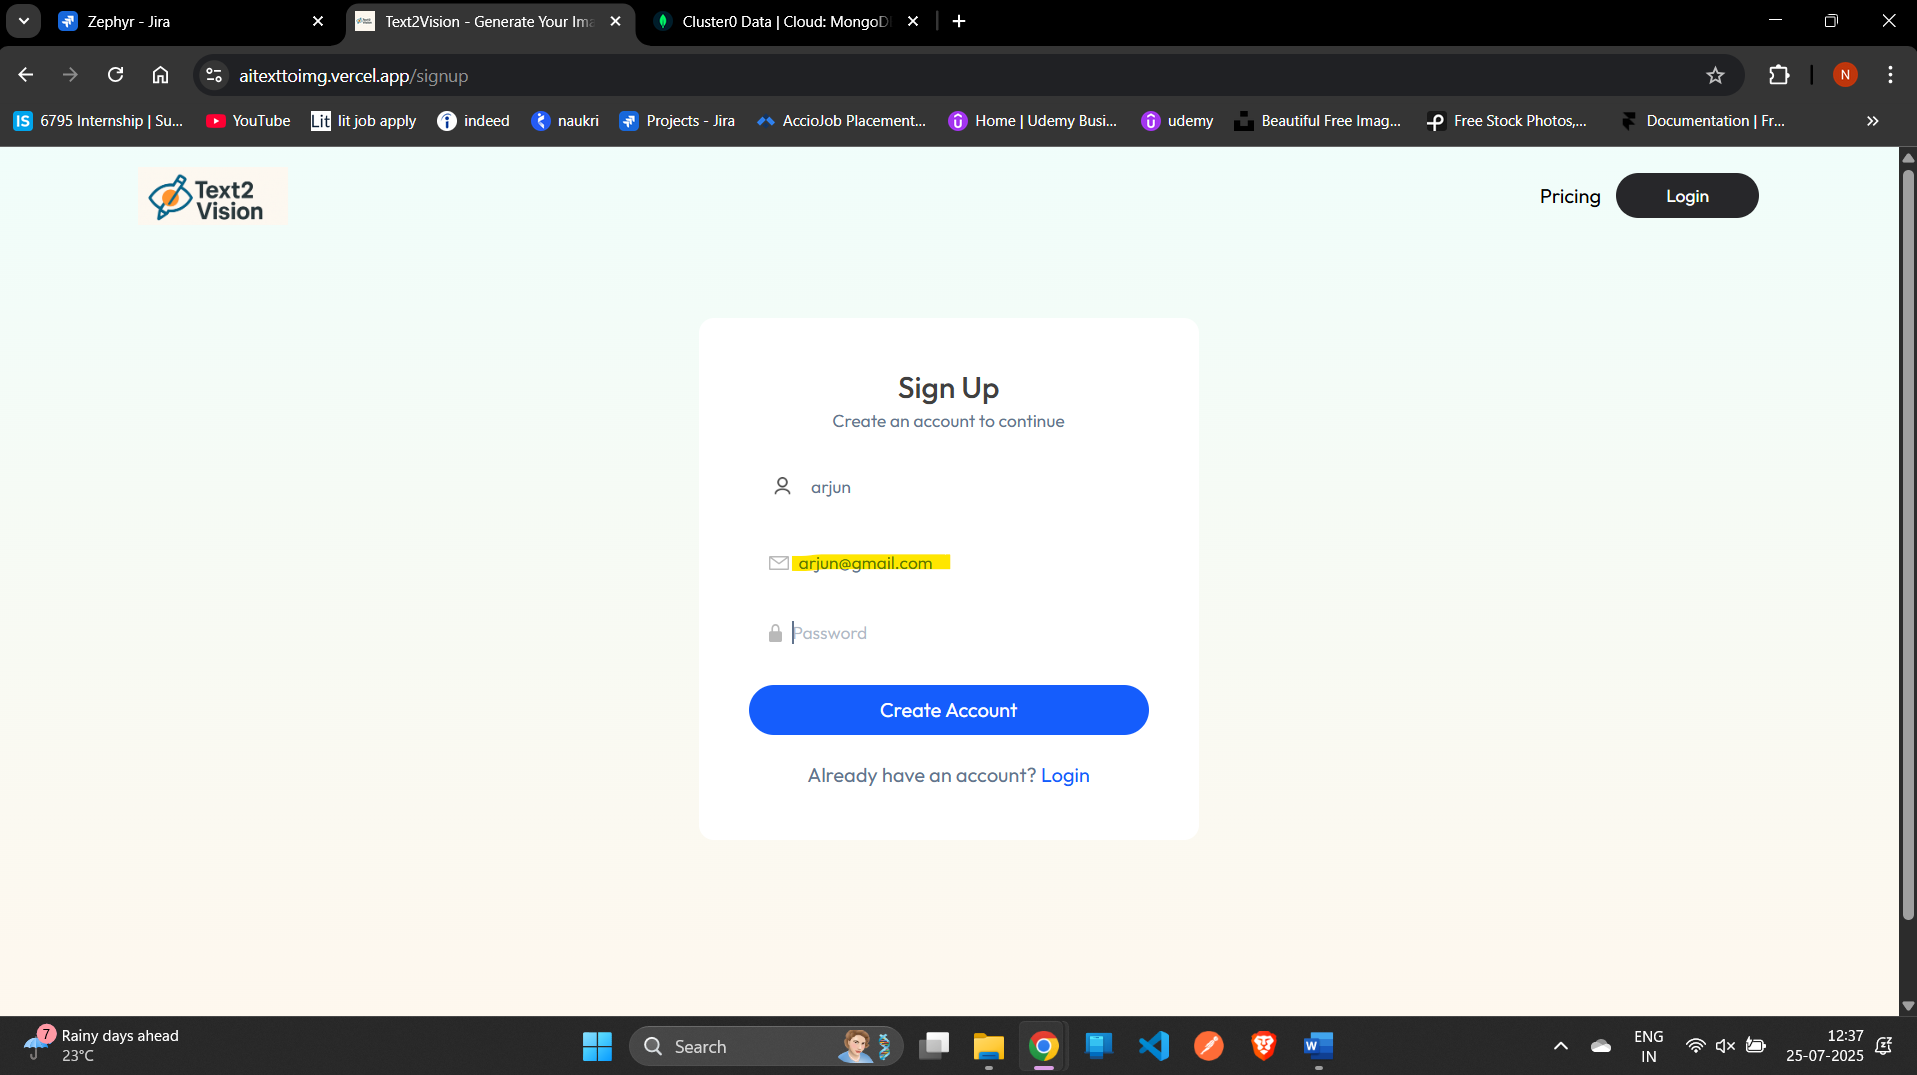 Zephyr - Jira
Text2Vision - Generate Your Ima
Cluster0 Data | Cloud: MongoD
aitexttoimg.vercel.app/signup
N
IS 6795 Internship | Su...
YouTube
Lit lit job apply
indeed
naukri
Projects - Jira
AccioJob Placement...
Home | Udemy Busi...
udemy
Beautiful Free Imag...
Free Stock Photos,...
Documentation | Fr...
Text2
Vision
Pricing
Login
Sign Up
Create an account to continue
arjun
arjun@gmail.com
Password
Create Account
Already have an account? Login
7
Rainy days ahead
23°C
Search
ENG
IN
12:37
25-07-2025